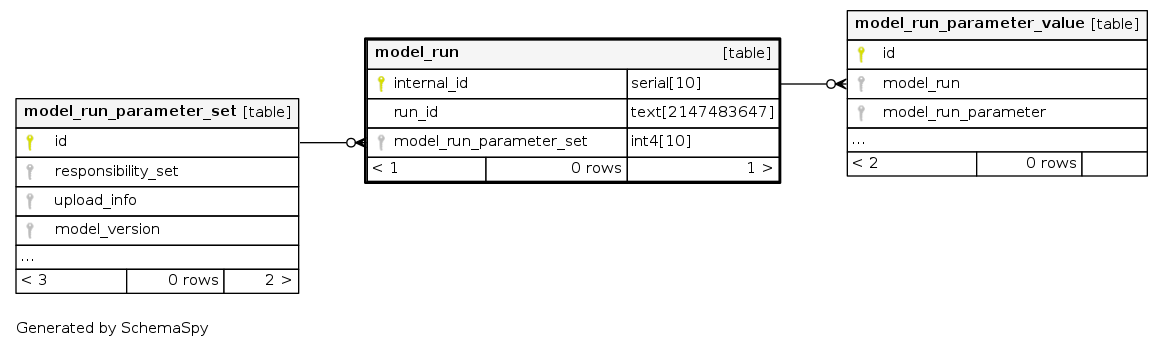 model_run_parameter_set [table]
id
responsibility_set
upload_info
model_version
...
< 3 0 rows 2 >
model_run [table]
internal_id serial[10]
run_id text[2147483647]
model_run_parameter_set int4[10]
< 1 0 rows 1 >
model_run_parameter_value [table]
id
model_run
model_run_parameter
...
< 2 0 rows
Generated by SchemaSpy